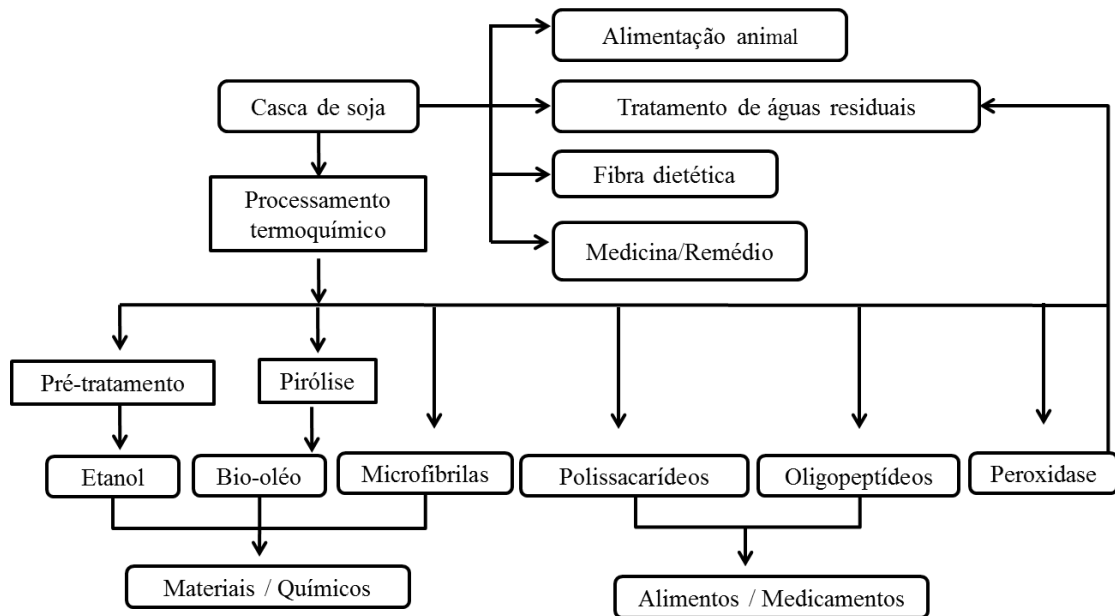 Alimentação animal
Casca de soja
Tratamento de águas residuais
Fibra dietética
Processamento
termoquímico
Medicina/Remédio
Pré-tratamento
Pirólise
Etanol
Bio-oléo
Microfibrilas
Polissacarídeos
Oligopeptídeos
Peroxidase
Materiais / Químicos
Alimentos / Medicamentos